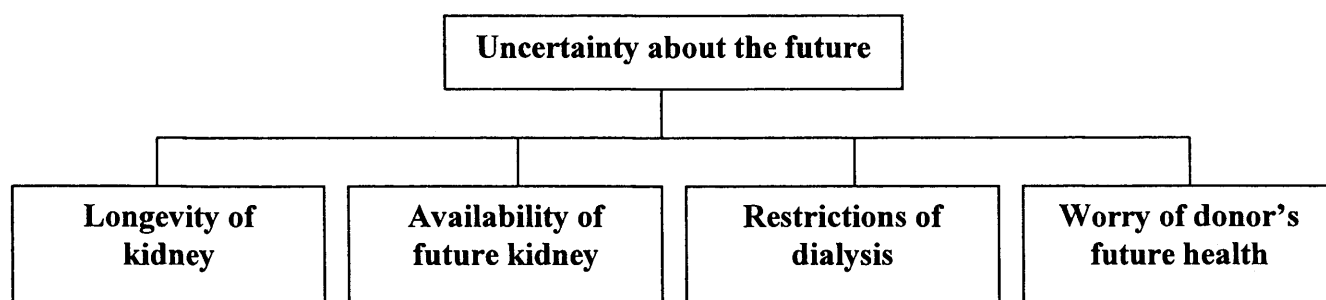 Uncertainty about the future
Longevity of
kidney
Availability of
future kidney
Restrictions of
dialysis
Worry of donor’s
future health